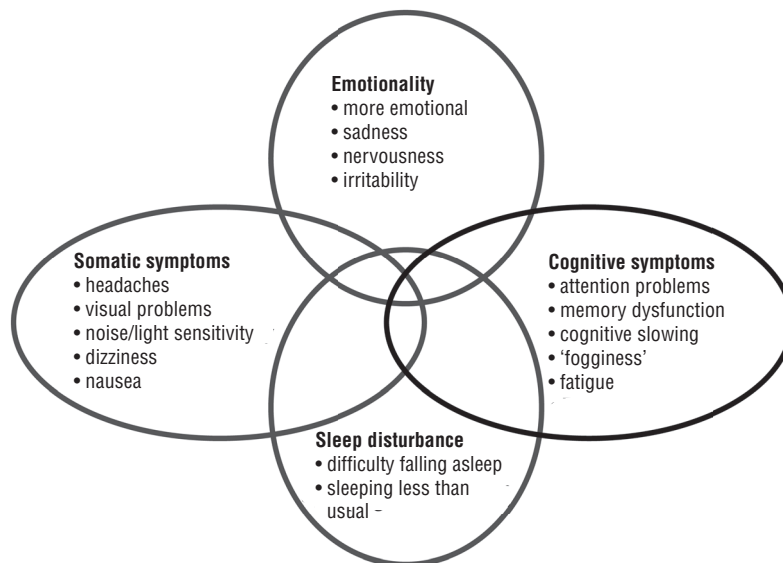 Emotionality
• more emotional
• sadness
• nervousness
• irritability
Somatic symptoms
• headaches
• visual problems
• noise/light sensitivity
• dizziness
• nausea
Cognitive symptoms
• attention problems
• memory dysfunction
• cognitive slowing
• ‘fogginess’
• fatigue
Sleep disturbance
• difficulty falling asleep
• sleeping less than
usual